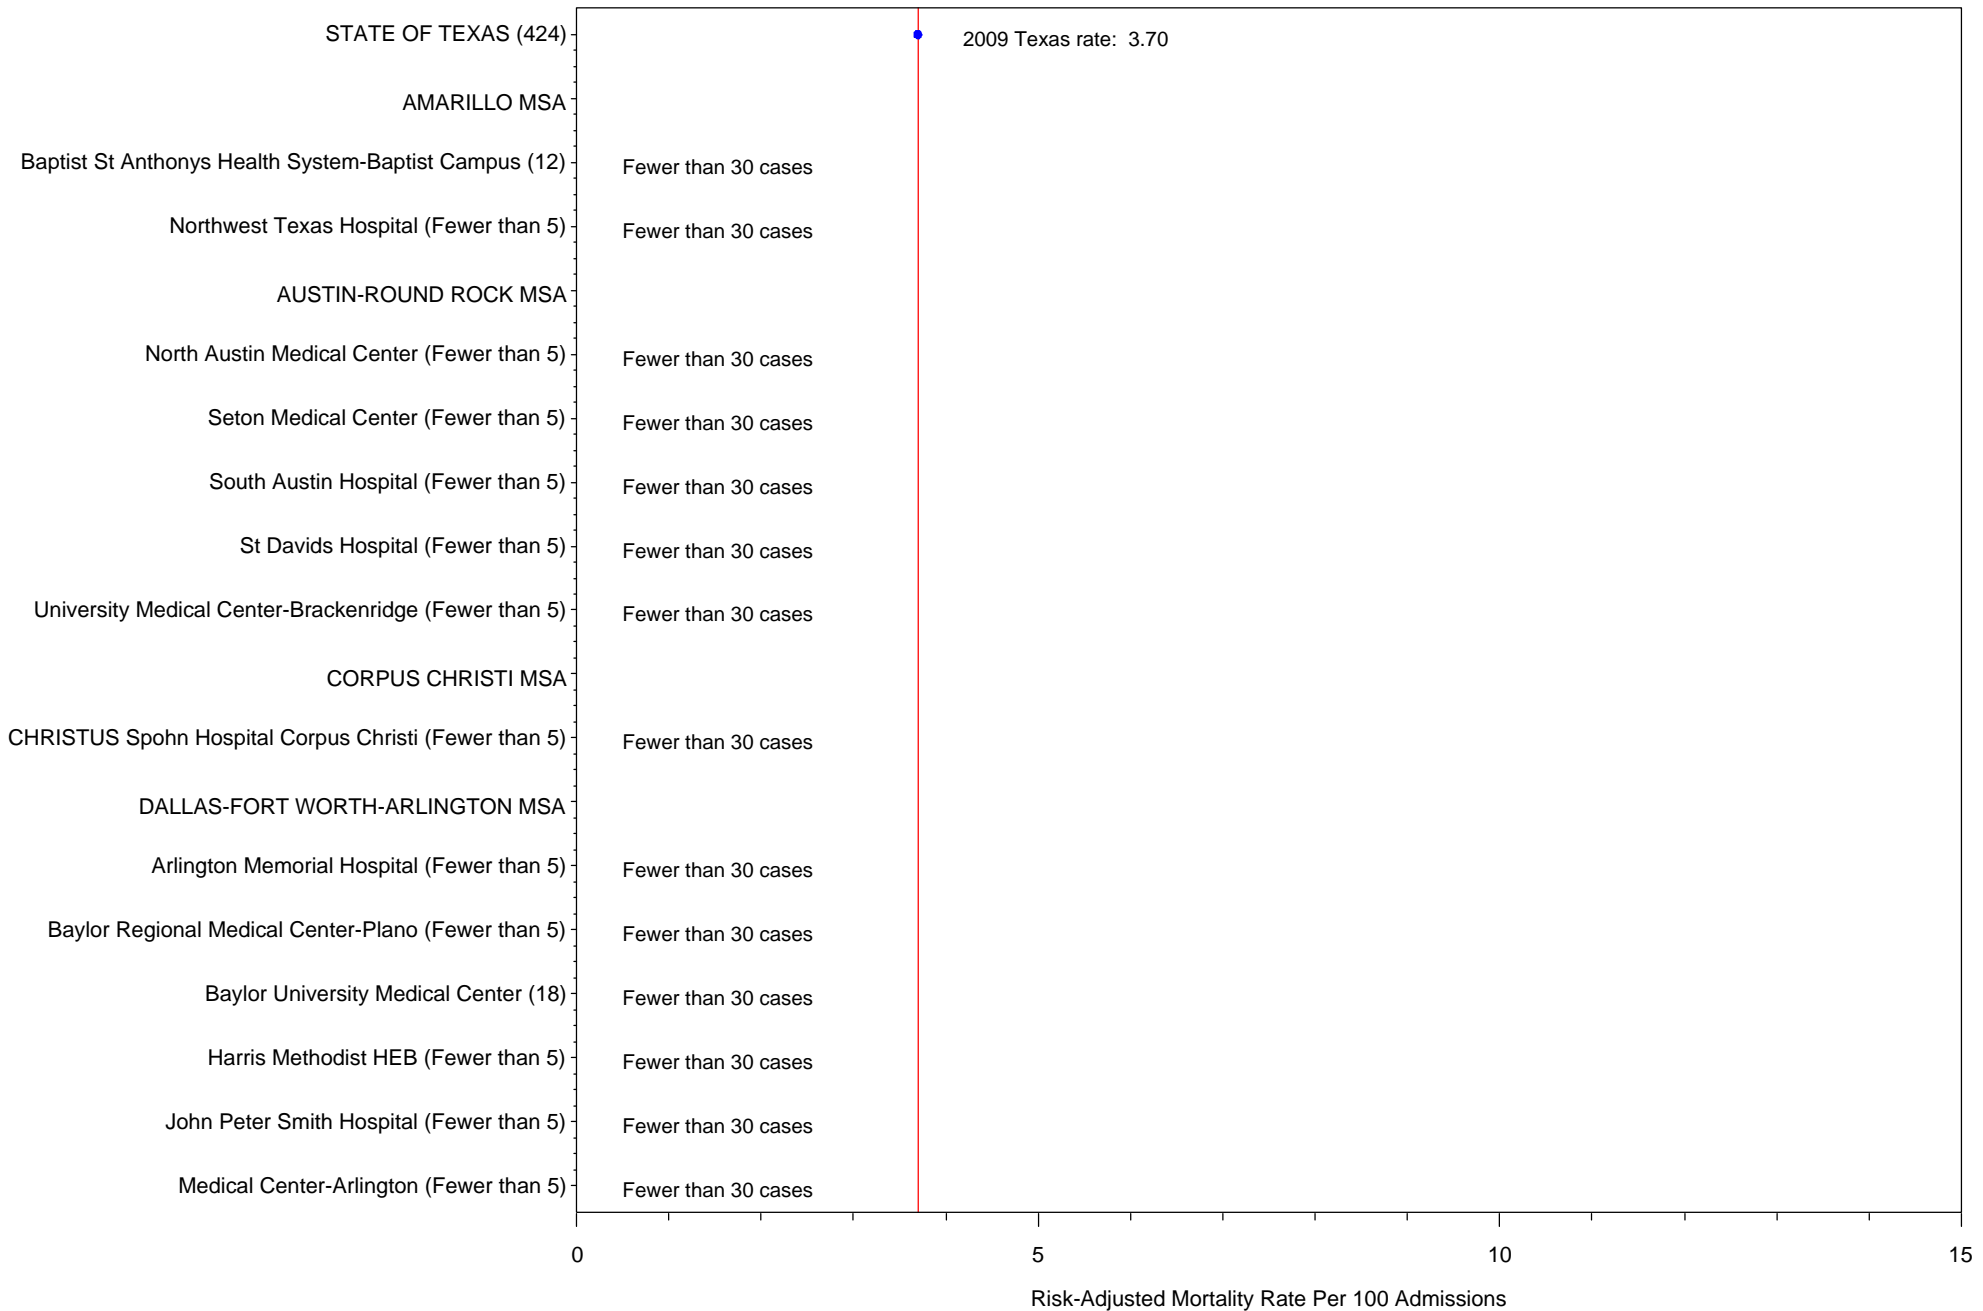 STATE OF TEXAS (424) 2009 Texas rate: 3.70
AMARILLO MSA
Baptist St Anthonys Health System-Baptist Campus (12) Fewer than 30 cases
Northwest Texas Hospital (Fewer than 5) Fewer than 30 cases
AUSTIN-ROUND ROCK MSA
North Austin Medical Center (Fewer than 5) Fewer than 30 cases
Seton Medical Center (Fewer than 5) Fewer than 30 cases
South Austin Hospital (Fewer than 5) Fewer than 30 cases
St Davids Hospital (Fewer than 5) Fewer than 30 cases
University Medical Center-Brackenridge (Fewer than 5) Fewer than 30 cases
CORPUS CHRISTI MSA
CHRISTUS Spohn Hospital Corpus Christi (Fewer than 5) Fewer than 30 cases
DALLAS-FORT WORTH-ARLINGTON MSA
Arlington Memorial Hospital (Fewer than 5) Fewer than 30 cases
Baylor Regional Medical Center-Plano (Fewer than 5) Fewer than 30 cases
Baylor University Medical Center (18) Fewer than 30 cases
Harris Methodist HEB (Fewer than 5) Fewer than 30 cases
John Peter Smith Hospital (Fewer than 5) Fewer than 30 cases
Medical Center-Arlington (Fewer than 5) Fewer than 30 cases
0 5 10 15
Risk-Adjusted Mortality Rate Per 100 Admissions